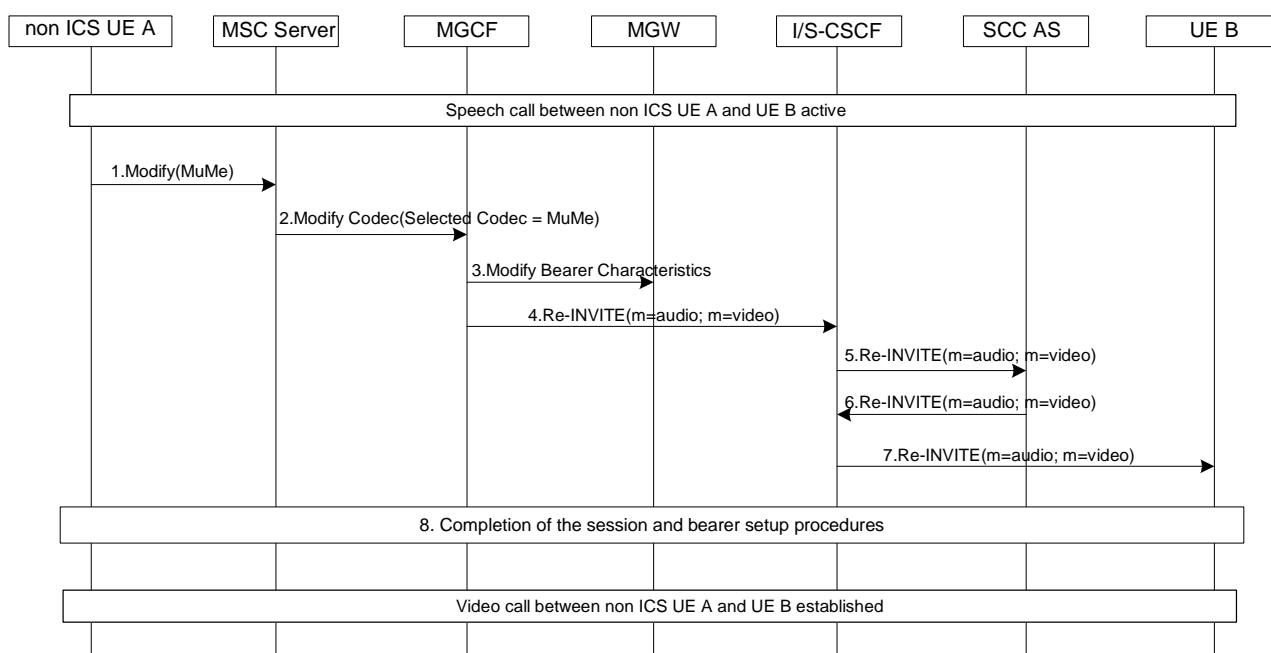 non ICS UE A
MSC Server
MGCF
MGW
I/S-CSCF
SCC AS
UE B
Speech call between non ICS UE A and UE B active
1.Modify(MuMe)
2.Modify Codec(Selected Codec = MuMe)
3.Modify Bearer Characteristics
4.Re-INVITE(m=audio; m=video)
5.Re-INVITE(m=audio; m=video)
6.Re-INVITE(m=audio; m=video)
7.Re-INVITE(m=audio; m=video)
8. Completion of the session and bearer setup procedures
Video call between non ICS UE A and UE B established